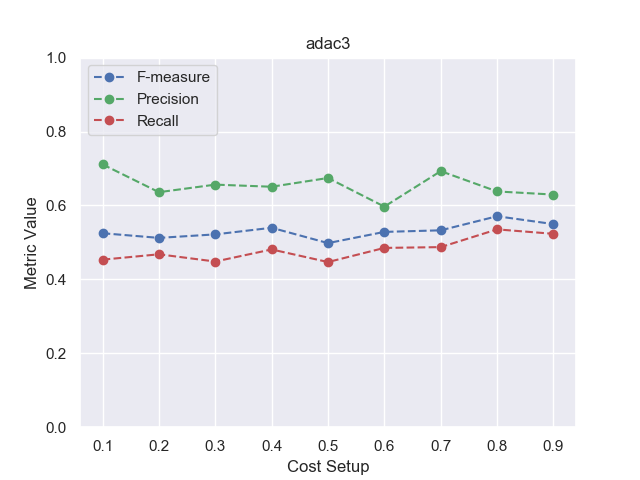 adac3
1.0
0.8
0.6
0.4
0.2
0.0
Metric Value
F-measure
Precision
Recall
0.1 0.2 0.3 0.4 0.5 0.6 0.7 0.8 0.9
Cost Setup